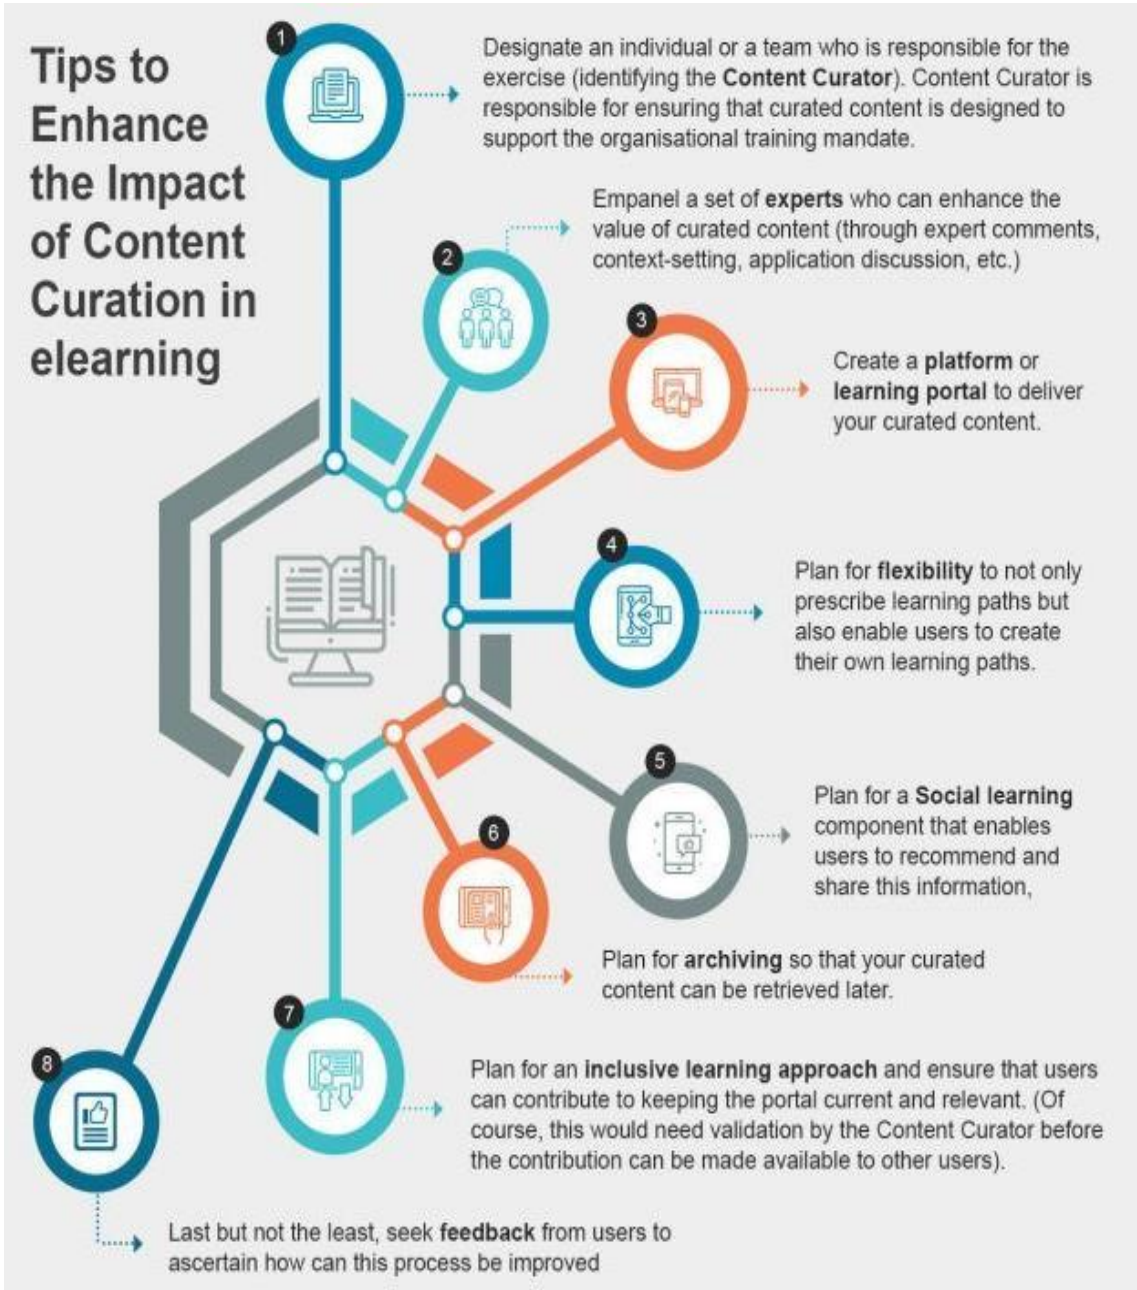 Tips to
Enhance
the Impact
of Content
Curation in
elearning
1
Designate an individual or a team who is responsible for the
exercise (identifying the Content Curator). Content Curator is
responsible for ensuring that curated content is designed to
support the organisational training mandate.
2
Empanel a set of experts who can enhance the
value of curated content (through expert comments,
context-setting, application discussion, etc.)
3
Create a platform or
learning portal to deliver
your curated content.
4
Plan for flexibility to not only
prescribe learning paths but
also enable users to create
their own learning paths.
5
Plan for a Social learning
component that enables
users to recommend and
share this information,
6
Plan for archiving so that your curated
content can be retrieved later.
7
Plan for an inclusive learning approach and ensure that users
can contribute to keeping the portal current and relevant. (Of
course, this would need validation by the Content Curator before
the contribution can be made available to other users).
8
Last but not the least, seek feedback from users to
ascertain how can this process be improved